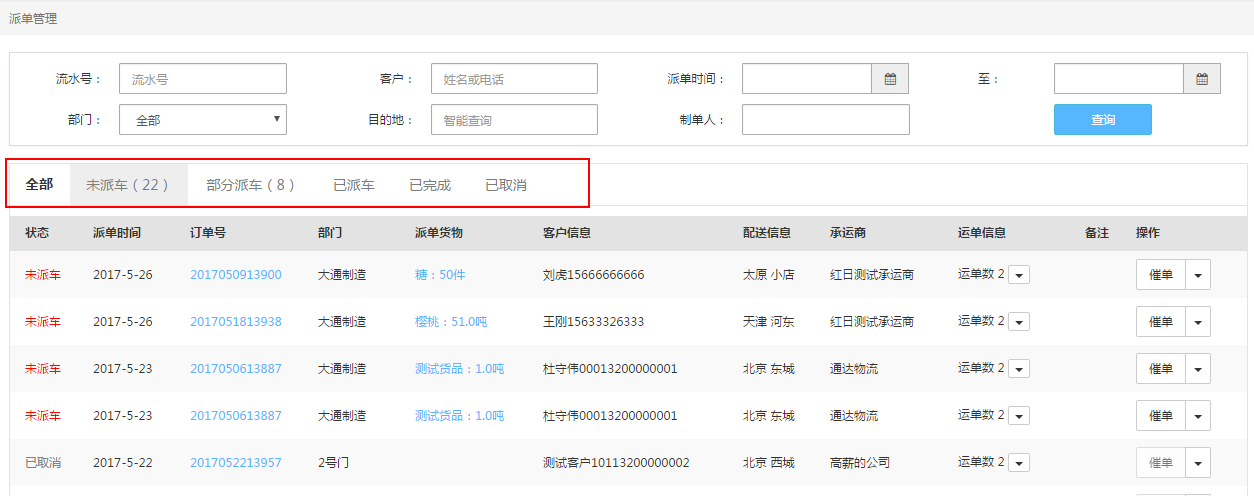 派单管理
流水号： 流水号 客户： 姓名或电话 派单时间： 至：
部门： 全部 目的地： 智能查询 制单人： 查询
全部 未派车（22） 部分派车（8） 已派车 已完成 已取消
状态 派单时间 订单号 部门 派单货物 客户信息 配送信息 承运商 运单信息 备注 操作
未派车 2017-5-26 2017050913900 大通制造 糖：50件 刘虎15666666666 太原 小店 红日测试承运商 运单数 2 催单
未派车 2017-5-26 2017051813938 大通制造 樱桃：51.0吨 王刚15633326333 天津 河东 红日测试承运商 运单数 2 催单
未派车 2017-5-23 2017050613887 大通制造 测试货品：1.0吨 杜守伟00013200000001 北京 东城 通达物流 运单数 2 催单
未派车 2017-5-23 2017050613887 大通制造 测试货品：1.0吨 杜守伟00013200000001 北京 东城 通达物流 运单数 2 催单
已取消 2017-5-22 2017052213957 2号门 测试客户10113200000002 北京 西城 高薪的公司 运单数 2 催单